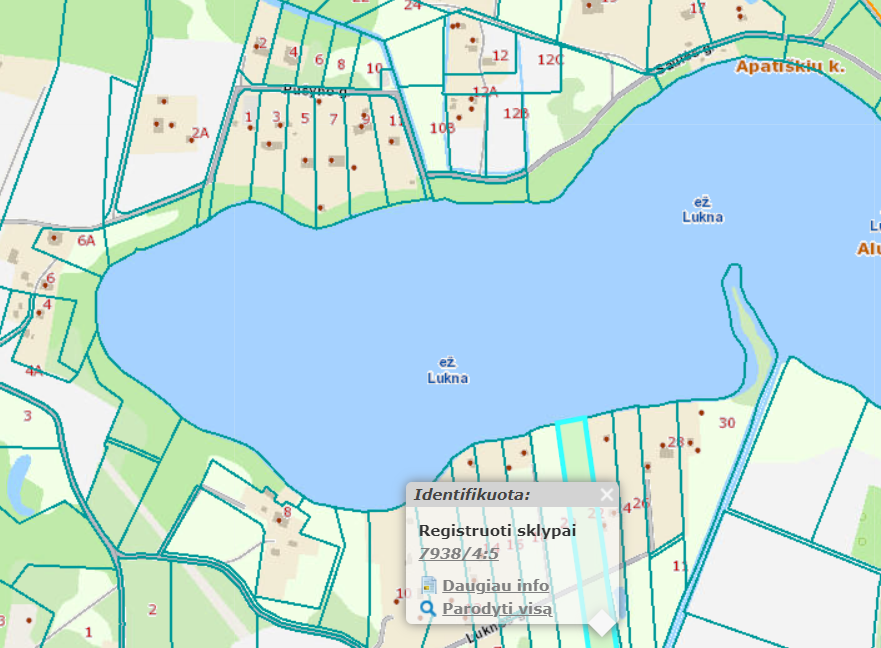 24
17
2
4
6
8
10
12
12C
Saulės g.
Apatiškių k.
Pušyno g.
12A
12B
10B
1
3
5
7
9
11
2A
ež.
Lukna
6A
6
4
4A
ež.
Lukna
3
30
28
26
8
Identifikuota:
Registruoti sklypai
7938/4:5
Daugiau info
Parodyti visą
10
11
2
1
3